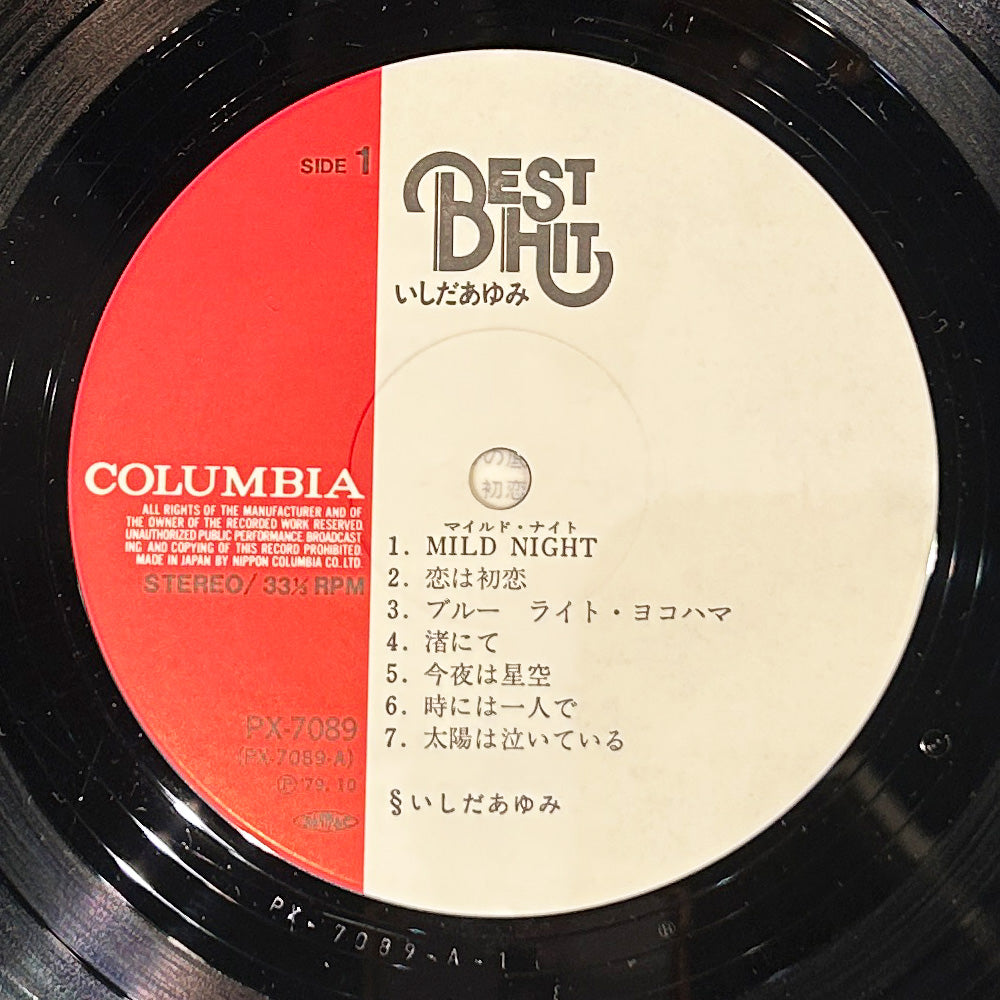 SIDE 1
BEST
HIT
いしだあゆみ
COLUMBIA
ALL RIGHTS OF THE MANUFACTURER AND OF
THE OWNER OF THE RECORDED WORK RESERVED.
UNAUTHORIZED PUBLIC PERFORMANCE BROADCAST
ING AND COPYING OF THIS RECORD PROHIBITED.
MADE IN JAPAN BY NIPPON COLUMBIA CO. LTD.
STEREO/ 33⅓ RPM
初恋
マイルド・ナイト
1. MILD NIGHT
2. 恋は初恋
3. ブルー ライト・ヨコハマ
4. 渚にて
5. 今夜は星空
6. 時には一人で
7. 太陽は泣いている
§いしだあゆみ
PX-7089
(PX-7089-A)
Ⓟ'79.10
PX-7089-A-1